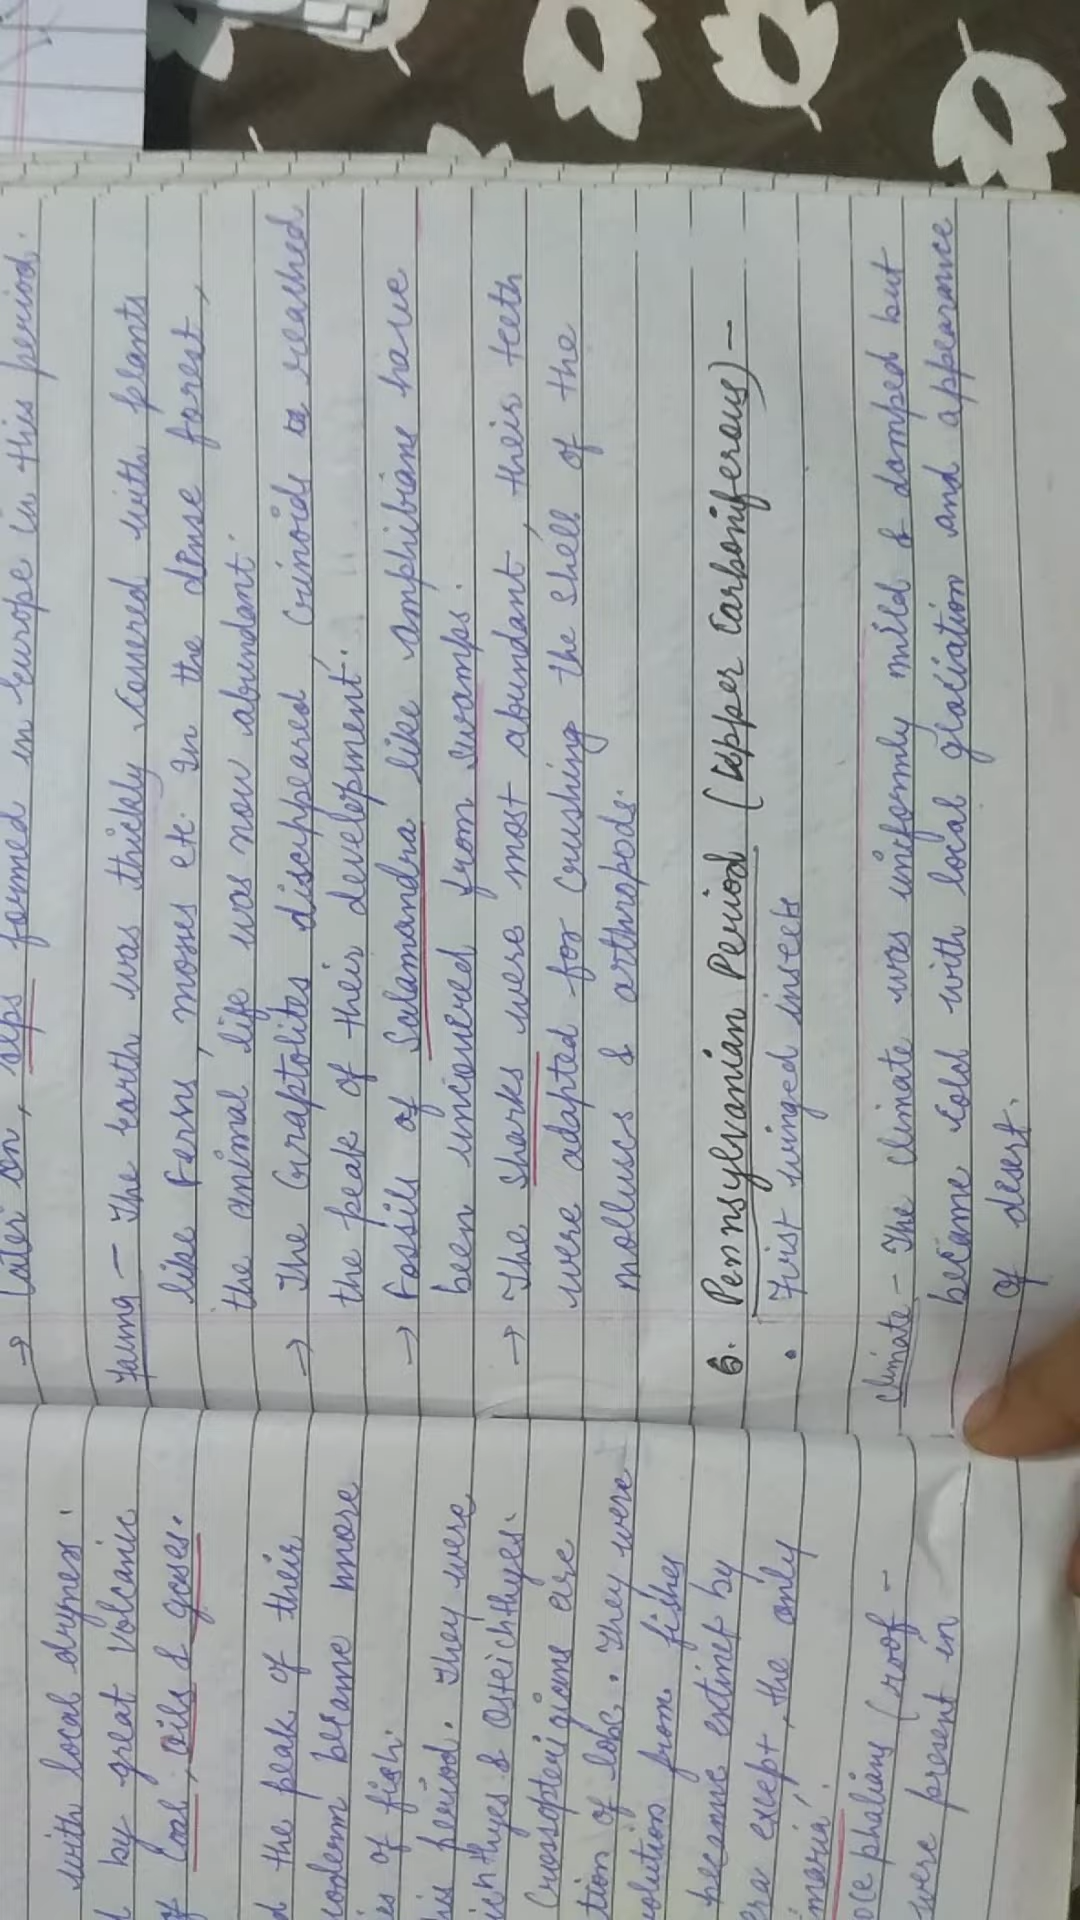 with local dryness.
by great Volcanic
Coal, oils & gases.
the peak of their
became more
of fish.
period. They were
& Osteichthyes.
Crossopterigians are
of lobe. They were
from fishes
became extinct by
except, the only
(roof -
were present in
→ Later on, alps formed in Europe in this period.
Faung - The earth was thickly covered with plants
like Ferns, mosses etc. In the dense forest,
the animal life was now abundant.
→ The Graptolites disappeared, Crinoids reached
the peak of their development.
→ Fossils of Salamandra like amphibians have
been uncovered from swamps.
→ The sharks were most abundant, their teeth
were adapted for crushing the shell of the
molluscs & arthropods.
6. Pennsylvanian Period (Upper Carboniferous) -
• First winged insects
Climate - The climate was uniformly mild & damped but
became cold with local glaciation and appearance
of desert.